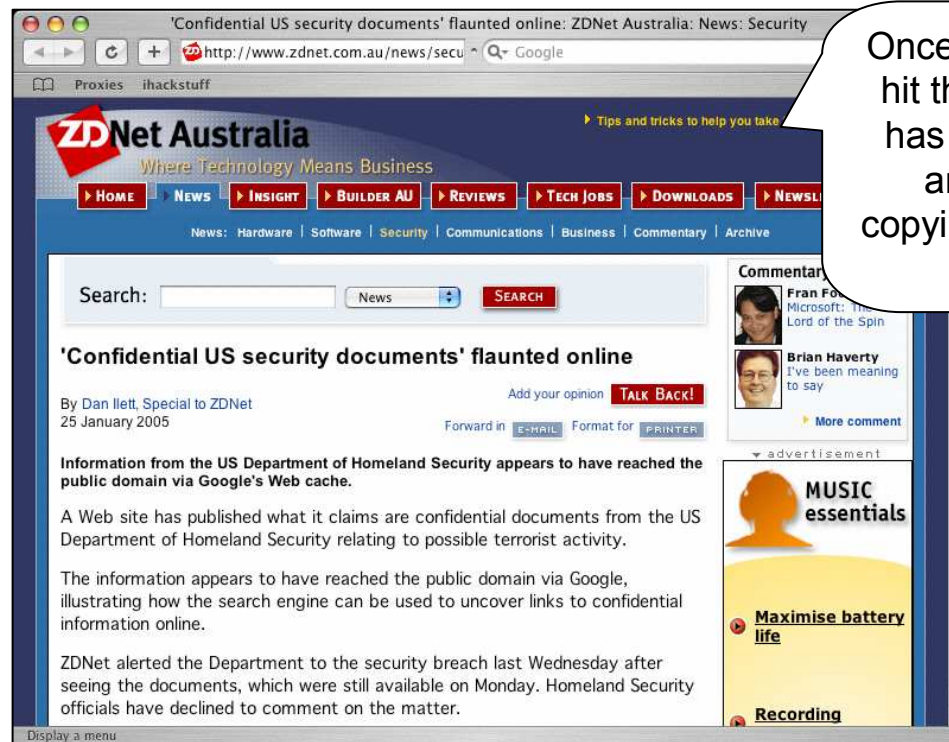 'Confidential US security documents' flaunted online: ZDNet Australia: News: Security
http://www.zdnet.com.au/news/secu
Google
Proxies ihackstuff
Once
hit th
has
copyi
ZDNet Australia
Where Technology Means Business
Tips and tricks to help you take
HOME NEWS INSIGHT BUILDER AU REVIEWS TECH JOBS DOWNLOADS
News: Hardware | Software | Security | Communications | Business | Commentary | Archive
Search: News SEARCH
'Confidential US security documents' flaunted online
By Dan Ilett, Special to ZDNet
25 January 2005
Add your opinion TALK BACK!
Forward in E-MAIL Format for PRINTER
Information from the US Department of Homeland Security appears to have reached the
public domain via Google's Web cache.
A Web site has published what it claims are confidential documents from the US
Department of Homeland Security relating to possible terrorist activity.
The information appears to have reached the public domain via Google,
illustrating how the search engine can be used to uncover links to confidential
information online.
ZDNet alerted the Department to the security breach last Wednesday after
seeing the documents, which were still available on Monday. Homeland Security
officials have declined to comment on the matter.
Commentary
Fran
Microsoft: The
Lord of the Spin
Brian Haverty
I've been meaning
to say
More comment
advertisement
MUSIC
essentials
Maximise battery
life
Recording
Display a menu